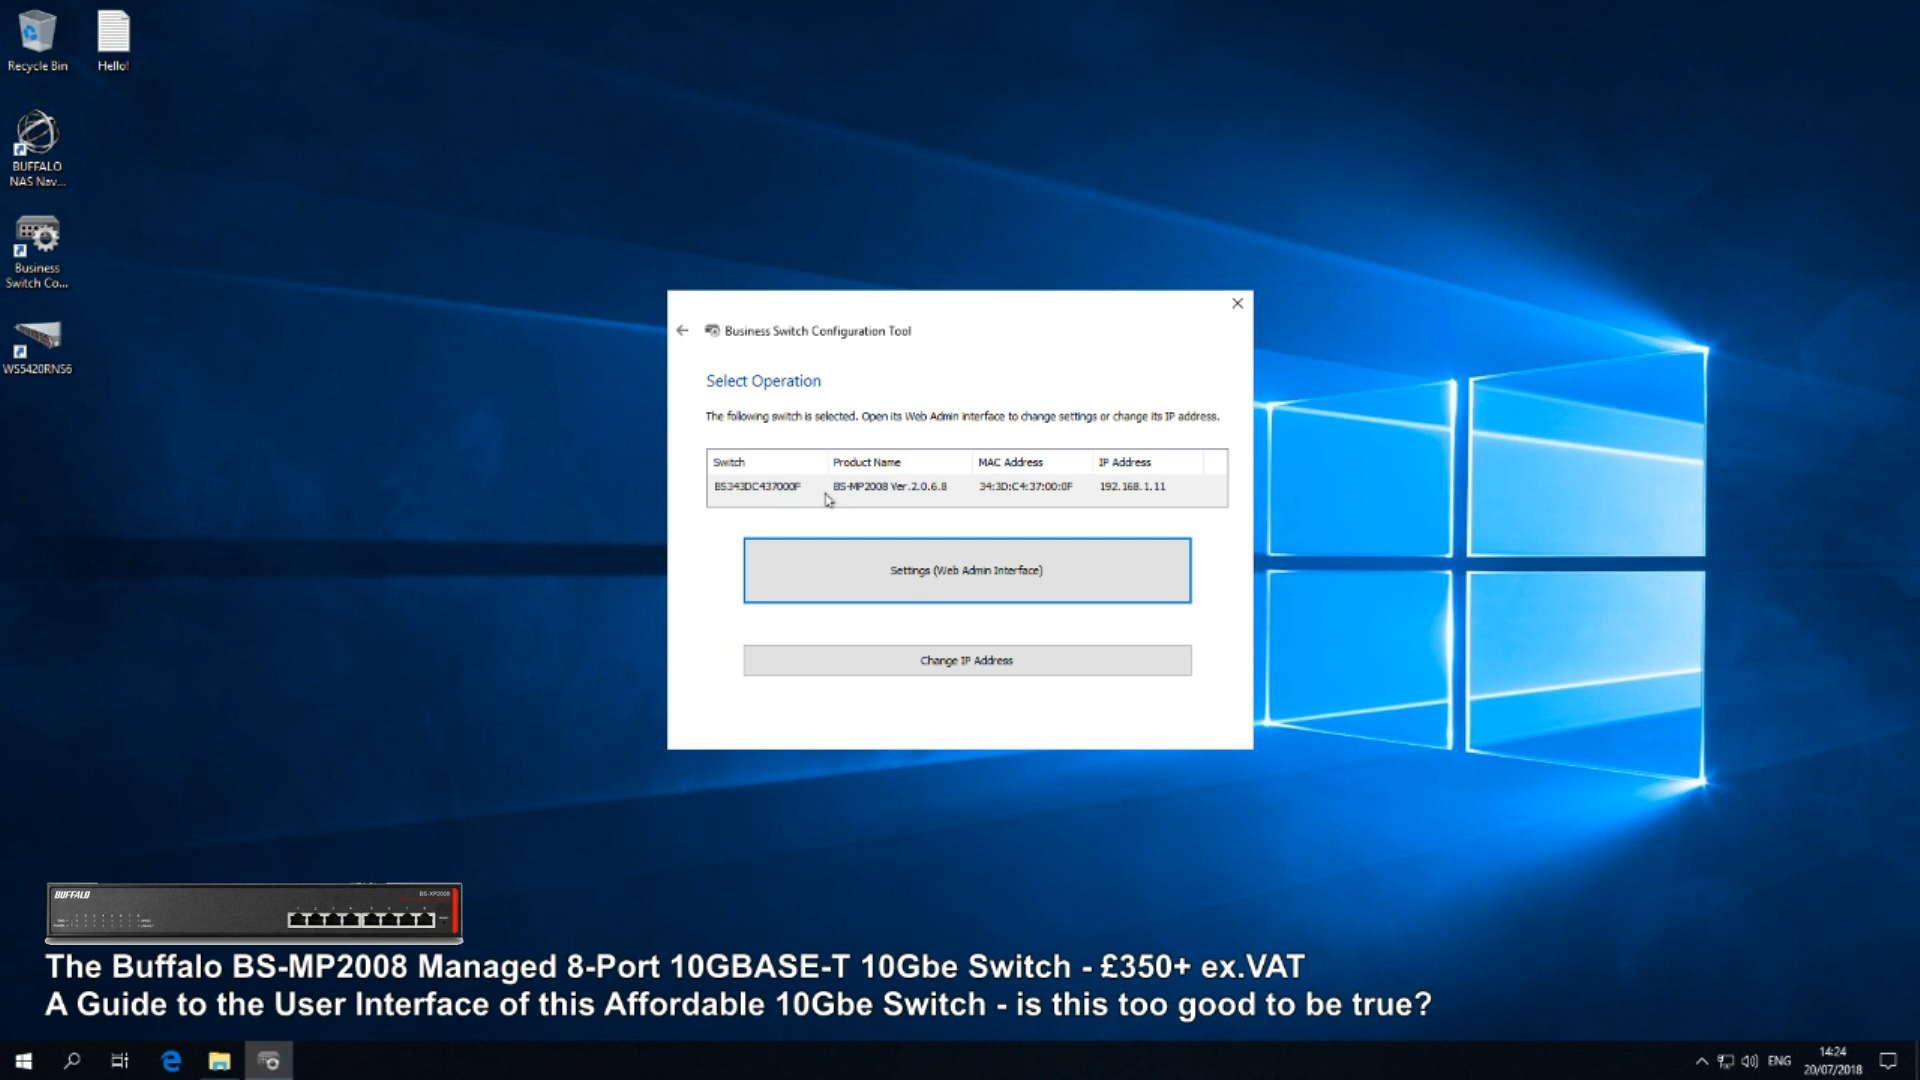 Recycle Bin
Hello!
BUFFALO
NAS Nav...
Business
Switch Co...
WS5420RNS6
Business Switch Configuration Tool
Select Operation
The following switch is selected. Open its Web Admin interface to change settings or change its IP address.
Switch Product Name MAC Address IP Address
BS343DC437000F BS-MP2008 Ver.2.0.6.8 34:3D:C4:37:00:0F 192.168.1.11
Settings (Web Admin Interface)
Change IP Address
BUFFALO
BS-XP2008
The Buffalo BS-MP2008 Managed 8-Port 10GBASE-T 10Gbe Switch - £350+ ex.VAT
A Guide to the User Interface of this Affordable 10Gbe Switch - is this too good to be true?
ENG
14:24
20/07/2018